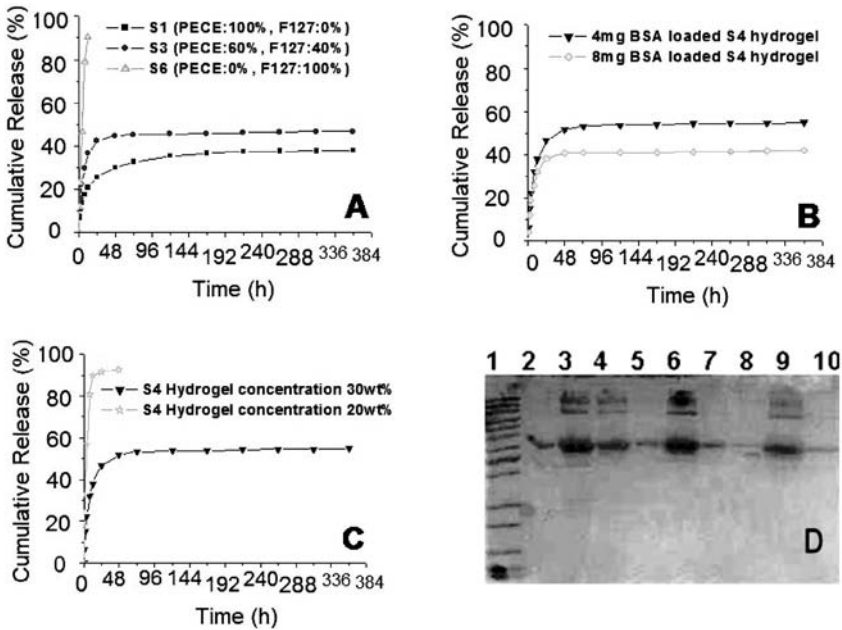 Cumulative Release (%)
100
80
60
40
20
0
S1 (PECE:100%, F127:0%)
S3 (PECE:60%, F127:40%)
S6 (PECE:0%, F127:100%)
A
0 48 96 144 192 240 288 336 384
Time (h)
Cumulative Release (%)
100
80
60
40
20
0
4mg BSA loaded S4 hydrogel
8mg BSA loaded S4 hydrogel
B
0 48 96 144 192 240 288 336 384
Time (h)
Cumulative Release (%)
100
80
60
40
20
0
S4 Hydrogel concentration 30wt%
S4 Hydrogel concentration 20wt%
C
0 48 96 144 192 240 288 336 384
Time (h)
1 2 3 4 5 6 7 8 9 10
D